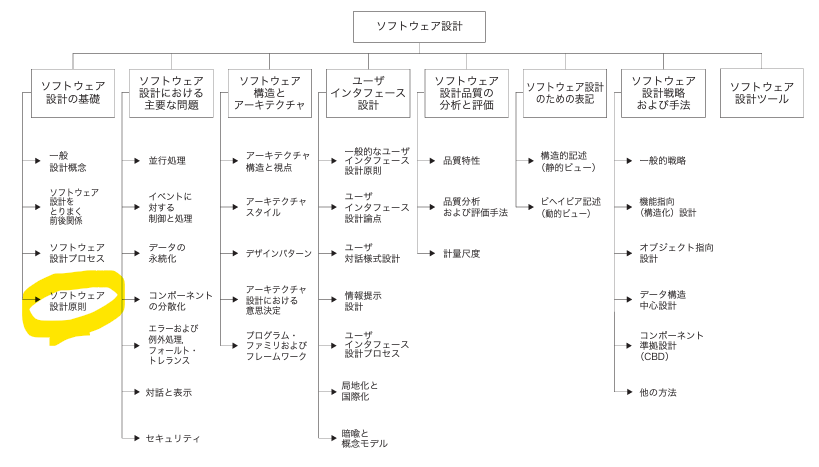 ソフトウェア設計
ソフトウェア
設計の基礎
一般
設計概念
ソフトウェア
設計を
とりまく
前後関係
ソフトウェア
設計プロセス
ソフトウェア
設計原則
ソフトウェア
設計における
主要な問題
並行処理
イベントに
対する
制御と処理
データの
永続化
コンポーネント
の分散化
エラーおよび
例外処理,
フォールト・
トレランス
対話と表示
セキュリティ
ソフトウェア
構造と
アーキテクチャ
アーキテクチャ
構造と視点
アーキテクチャ
スタイル
デザインパターン
アーキテクチャ
設計における
意思決定
プログラム・
ファミリおよび
フレームワーク
ユーザ
インタフェース
設計
一般的なユーザ
インタフェース
設計原則
ユーザ
インタフェース
設計論点
ユーザ
対話様式設計
情報提示
設計
ユーザ
インタフェース
設計プロセス
局地化と
国際化
暗喩と
概念モデル
ソフトウェア
設計品質の
分析と評価
品質特性
品質分析
および評価手法
計量尺度
ソフトウェア設計
のための表記
構造的記述
（静的ビュー）
ビヘイビア記述
（動的ビュー）
ソフトウェア
設計戦略
および手法
一般的戦略
機能指向
（構造化）設計
オブジェクト指向
設計
データ構造
中心設計
コンポーネント
準拠設計
（CBD）
他の方法
ソフトウェア
設計ツール